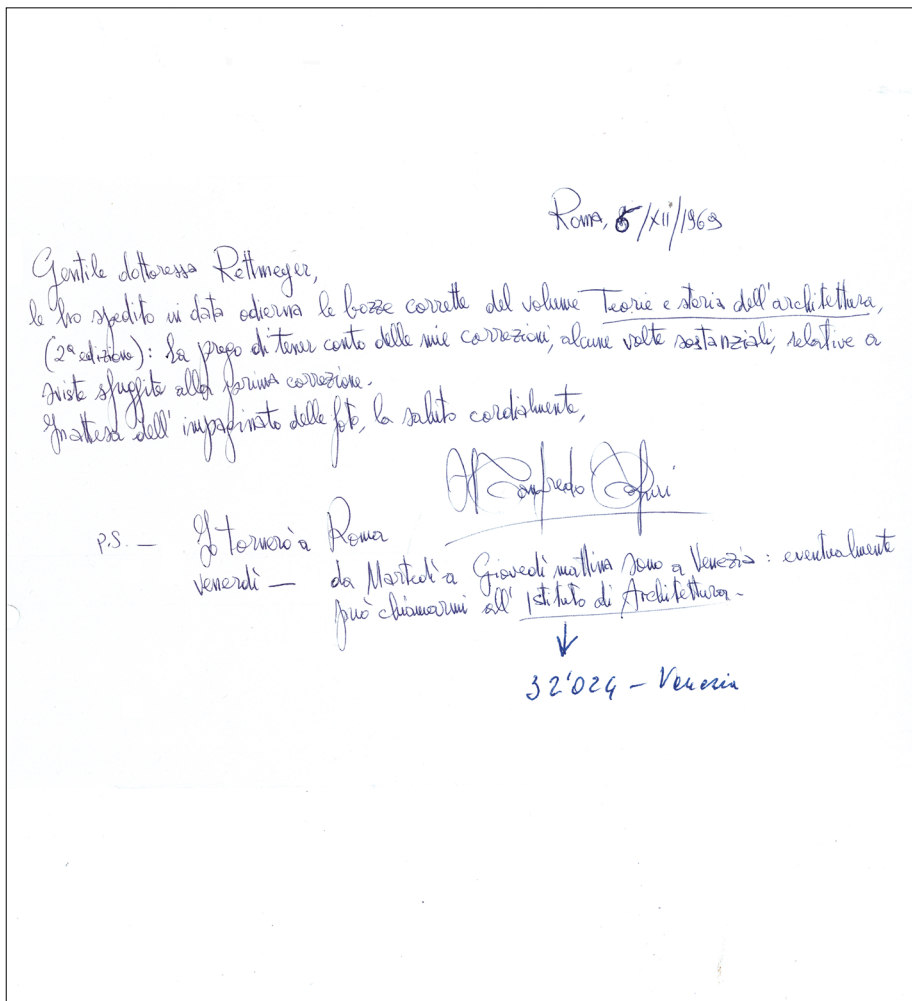 Roma, 5/XII/1969
Gentile dottoressa Rettmeyer,
le ho spedito in data odierna le bozze corrette del volume Teorie e storia dell'architettura,
(2ª edizione): la prego di tener conto delle mie correzioni, alcune volte sostanziali, relative a
sviste sfuggite alla prima correzione.
In attesa dell'impaginato delle foto, la saluto cordialmente,
Manfredo Tafuri
P.S. — Io tornerò a Roma
venerdì — da Martedì a Giovedì mattina sono a Venezia: eventualmente
può chiamarmi all'Istituto di Architettura.
32'024 – Venezia